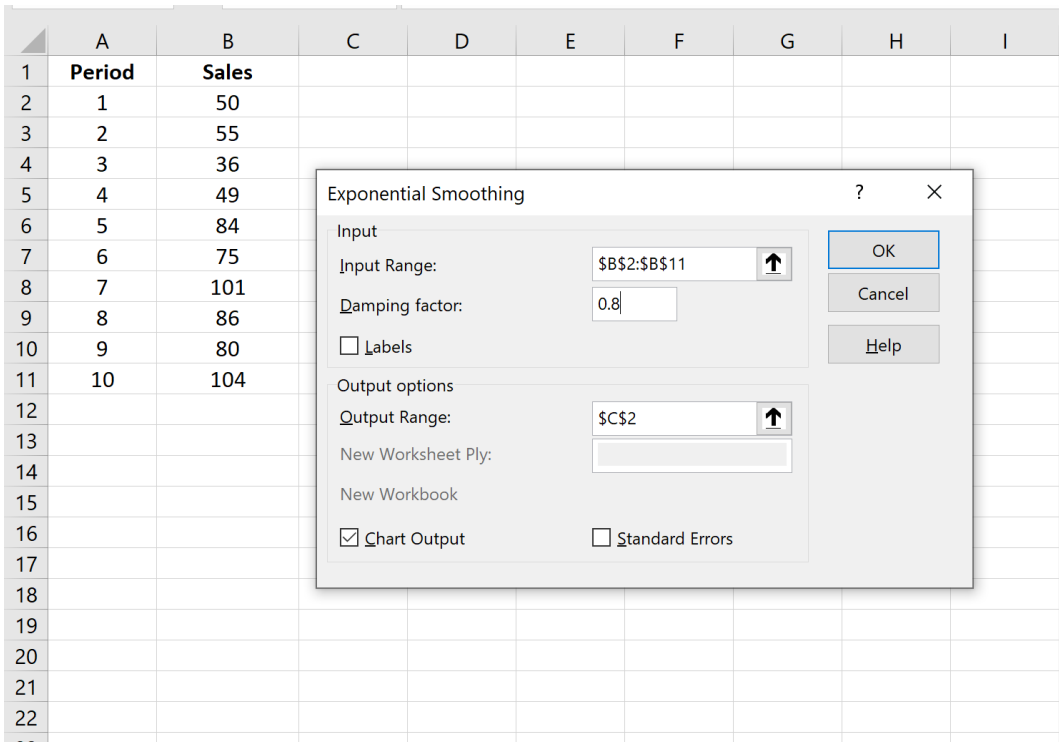 A B C D E F G H I
1 Period Sales
2 1 50
3 2 55
4 3 36
5 4 49
6 5 84
7 6 75
8 7 101
9 8 86
10 9 80
11 10 104
12
13
14
15
16
17
18
19
20
21
22
Exponential Smoothing ? ×
Input
Input Range: $B$2:$B$11
Damping factor: 0.8
Labels
OK
Cancel
Help
Output options
Output Range: $C$2
New Worksheet Ply:
New Workbook
Chart Output Standard Errors